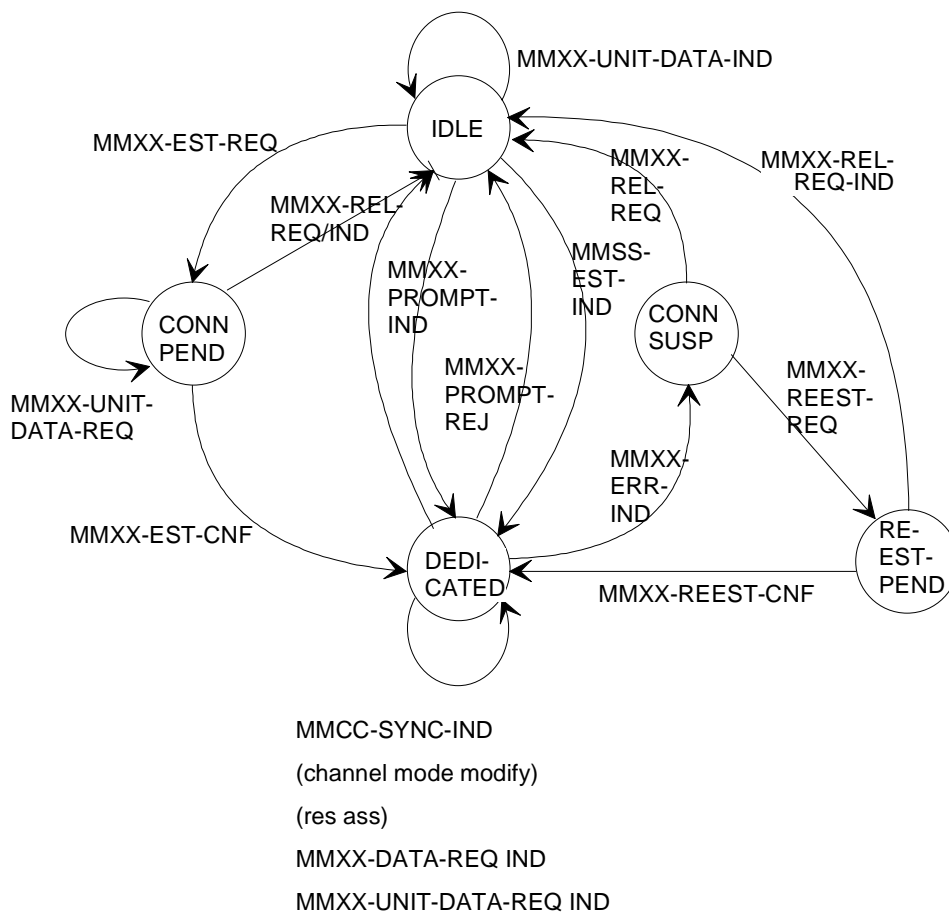 MMXX-UNIT-DATA-IND
IDLE
MMXX-EST-REQ
MMXX-
REL-
REQ
MMXX-REL-
REQ-IND
MMXX-REL-
REQ/IND
MMXX-
PROMPT-
IND
MMSS-
EST-
IND
CONN
PEND
CONN
SUSP
MMXX-
PROMPT-
REJ
MMXX-
REEST-
REQ
MMXX-UNIT-
DATA-REQ
MMXX-
ERR-
IND
MMXX-EST-CNF
DEDI-
CATED
RE-
EST-
PEND
MMXX-REEST-CNF
MMCC-SYNC-IND
(channel mode modify)
(res ass)
MMXX-DATA-REQ IND
MMXX-UNIT-DATA-REQ IND